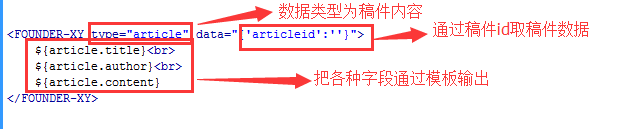 数据类型为稿件内容
<FOUNDER-XY type="article" data="{'articleid':''}">
通过稿件id取稿件数据
${article.title}<br>
${article.author}<br>
${article.content}
把各种字段通过模板输出
</FOUNDER-XY>